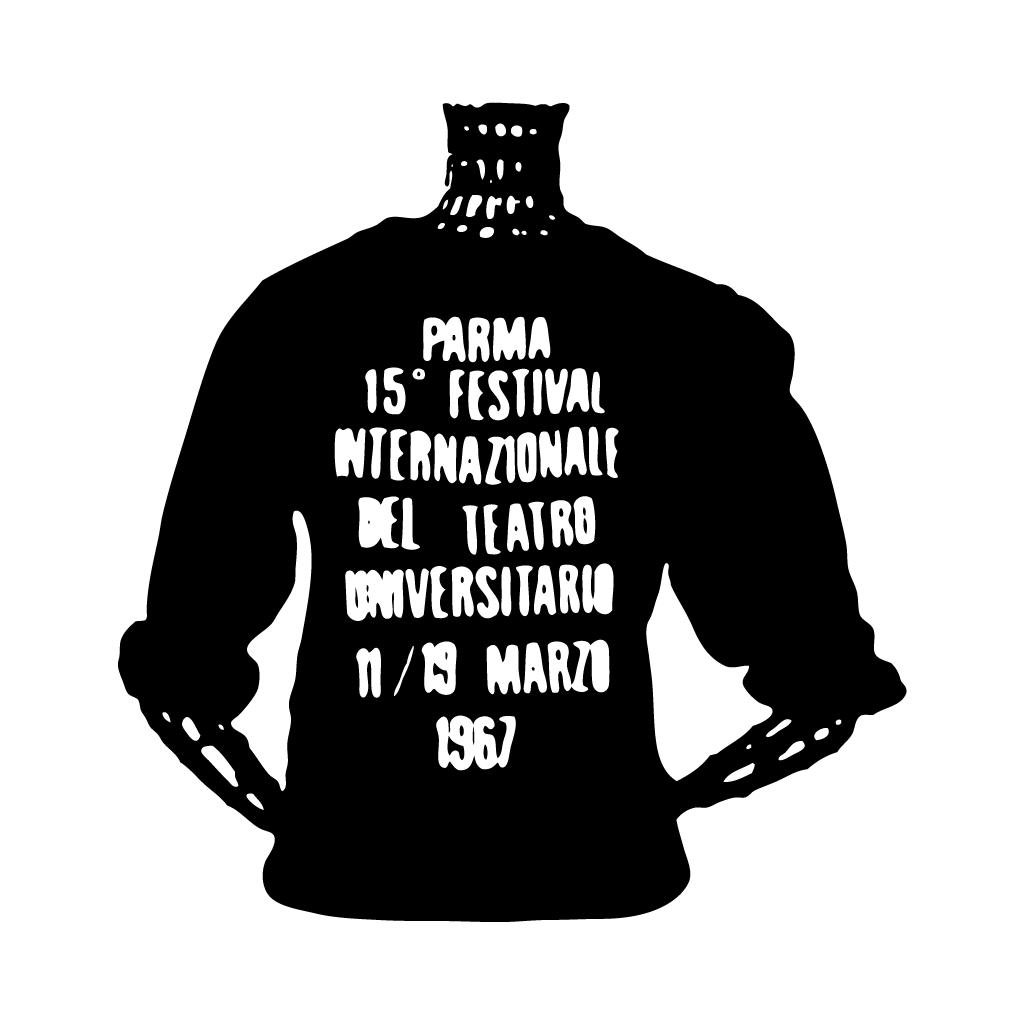 PARMA
15° FESTIVAL
INTERNAZIONALE
DEL TEATRO
UNIVERSITARIO
11 / 19 MARZO
1967